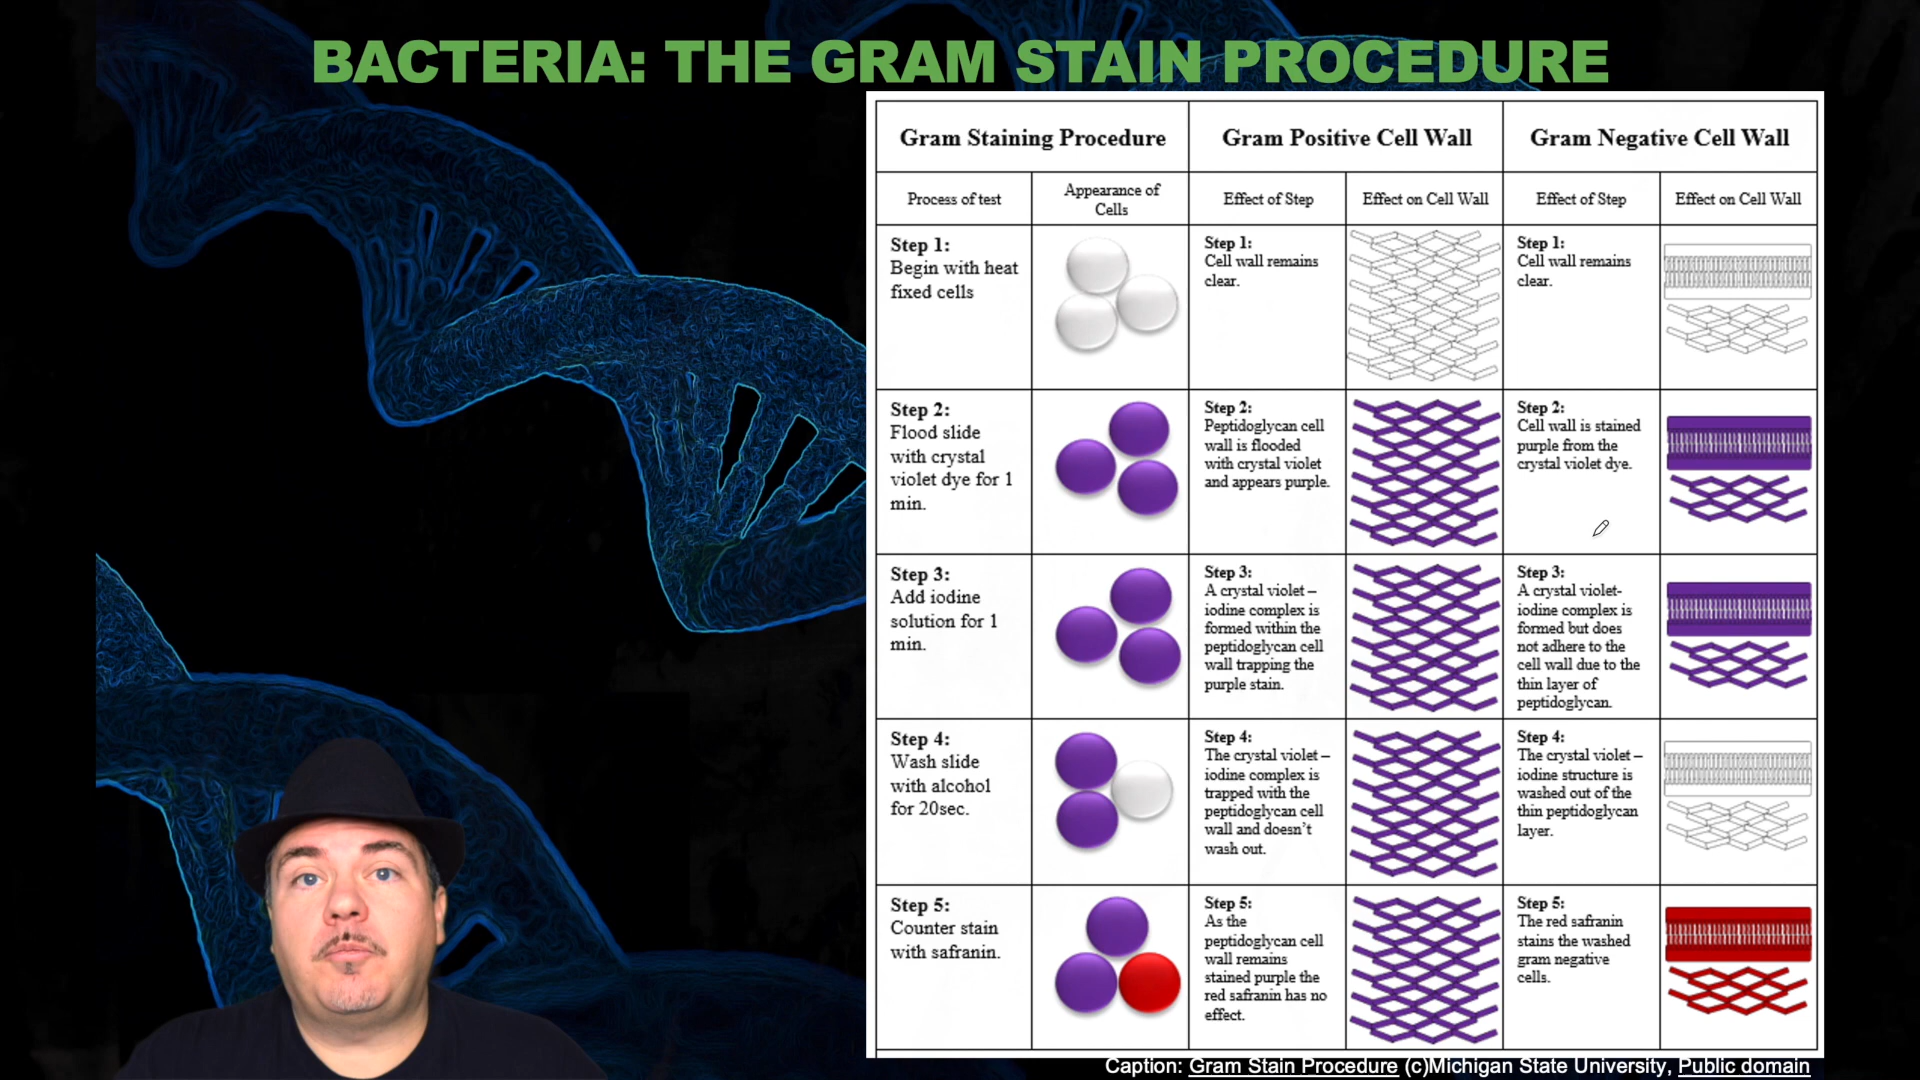 BACTERIA: THE GRAM STAIN PROCEDURE
Gram Staining Procedure
Gram Positive Cell Wall
Gram Negative Cell Wall
Process of test
Appearance of
Cells
Effect of Step
Effect on Cell Wall
Effect of Step
Effect on Cell Wall
Step 1:
Begin with heat
fixed cells
Step 1:
Cell wall remains
clear.
Step 1:
Cell wall remains
clear.
Step 2:
Flood slide
with crystal
violet dye for 1
min.
Step 2:
Peptidoglycan cell
wall is flooded
with crystal violet
and appears purple.
Step 2:
Cell wall is stained
purple from the
crystal violet dye.
Step 3:
Add iodine
solution for 1
min.
Step 3:
A crystal violet –
iodine complex is
formed within the
peptidoglycan cell
wall trapping the
purple stain.
Step 3:
A crystal violet-
iodine complex is
formed but does
not adhere to the
cell wall due to the
thin layer of
peptidoglycan.
Step 4:
Wash slide
with alcohol
for 20sec.
Step 4:
The crystal violet –
iodine complex is
trapped with the
peptidoglycan cell
wall and doesn't
wash out.
Step 4:
The crystal violet –
iodine structure is
washed out of the
thin peptidoglycan
layer.
Step 5:
Counter stain
with safranin.
Step 5:
As the
peptidoglycan cell
wall remains
stained purple the
red safranin has no
effect.
Step 5:
The red safranin
stains the washed
gram negative
cells.
Caption: Gram Stain Procedure (c)Michigan State University, Public domain